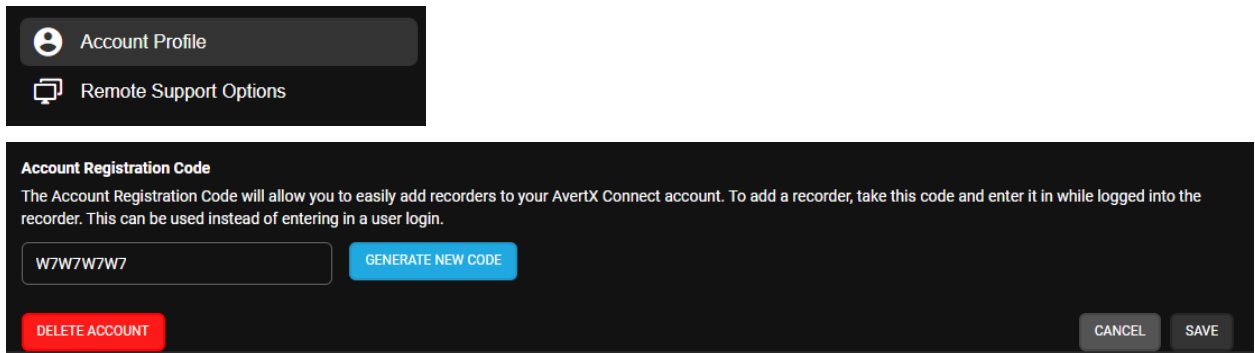 Account Profile
Remote Support Options
Account Registration Code
The Account Registration Code will allow you to easily add recorders to your AvertX Connect account. To add a recorder, take this code and enter it in while logged into the
recorder. This can be used instead of entering in a user login.
W7W7W7W7
GENERATE NEW CODE
DELETE ACCOUNT
CANCEL
SAVE